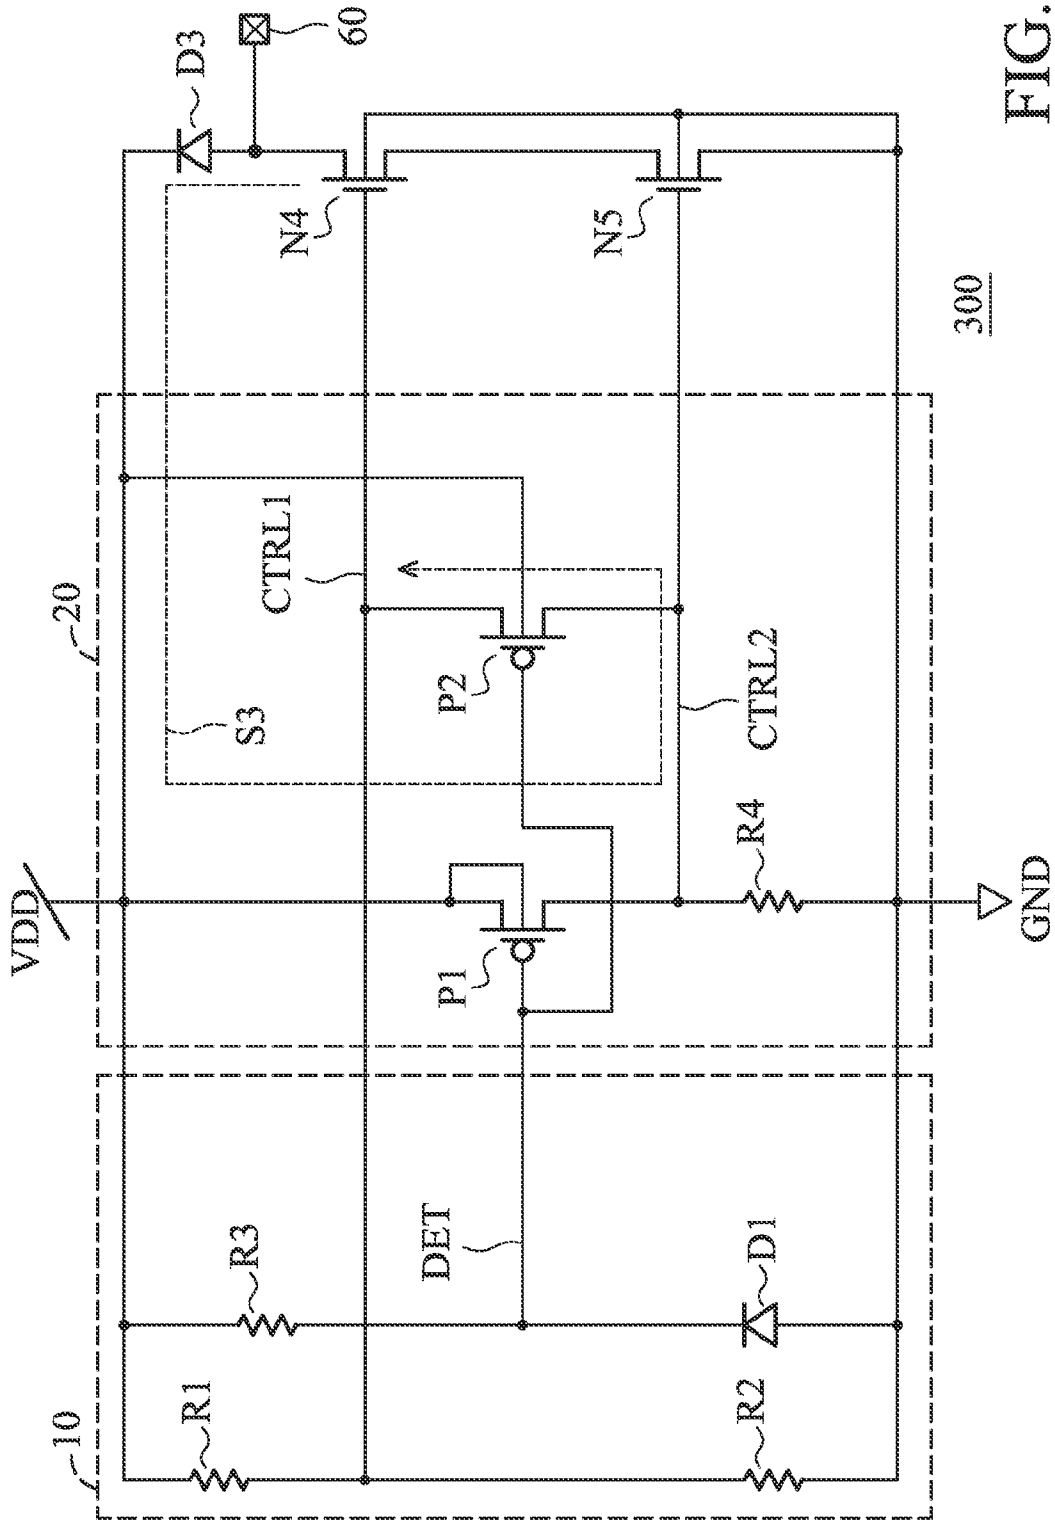 10
20
VDD
R1
R3
D3
60
S3
CTRL1
N4
DET
P1
P2
N5
R2
D1
R4
CTRL2
GND
300
FIG.